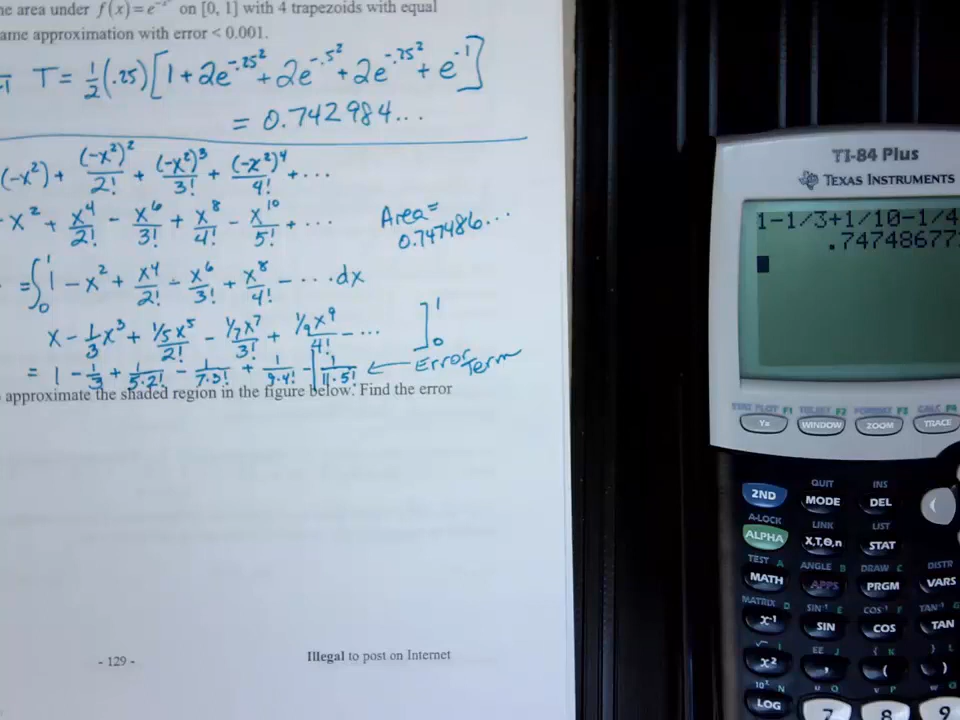 ne area under f(x)=e^-x² on [0, 1] with 4 trapezoids with equal
ame approximation with error < 0.001.
T = 1/2 (.25) [1 + 2e^-.25² + 2e^-.5² + 2e^-.75² + e^-1]
= 0.742984...
(-x²) + (-x²)²/2! + (-x²)³/3! + (-x²)⁴/4! + ...
- x² + x⁴/2! - x⁶/3! + x⁸/4! - x¹⁰/5! + ...
Area =
0.747486...
= ∫₀¹ 1 - x² + x⁴/2! - x⁶/3! + x⁸/4! - ... dx
x - 1/3 x³ + 1/5x⁵/2! - 1/7x⁷/3! + 1/9x⁹/4! - ... ]₀¹
= 1 - 1/3 + 1/5·2! - 1/7·3! + 1/9·4! - 1/11·5! ← Error Term
approximate the shaded region in the figure below. Find the error
- 129 -
Illegal to post on Internet
TI-84 Plus
TEXAS INSTRUMENTS
1-1/3+1/10-1/4
.74748677
STAT PLOT F1 TBLSET F2 FORMAT F3 CALC F4
Y= WINDOW ZOOM TRACE
QUIT INS
2ND MODE DEL
A-LOCK LINK LIST
ALPHA X,T,Θ,n STAT
TEST A ANGLE B DRAW C DISTR
MATH APPS PRGM VARS
MATRIX D SIN⁻¹ E COS⁻¹ F TAN⁻¹ G
x⁻¹ SIN COS TAN
√ I EE J { K } L
x² , ( )
10ˣ N u O v P w
LOG 7 8 9